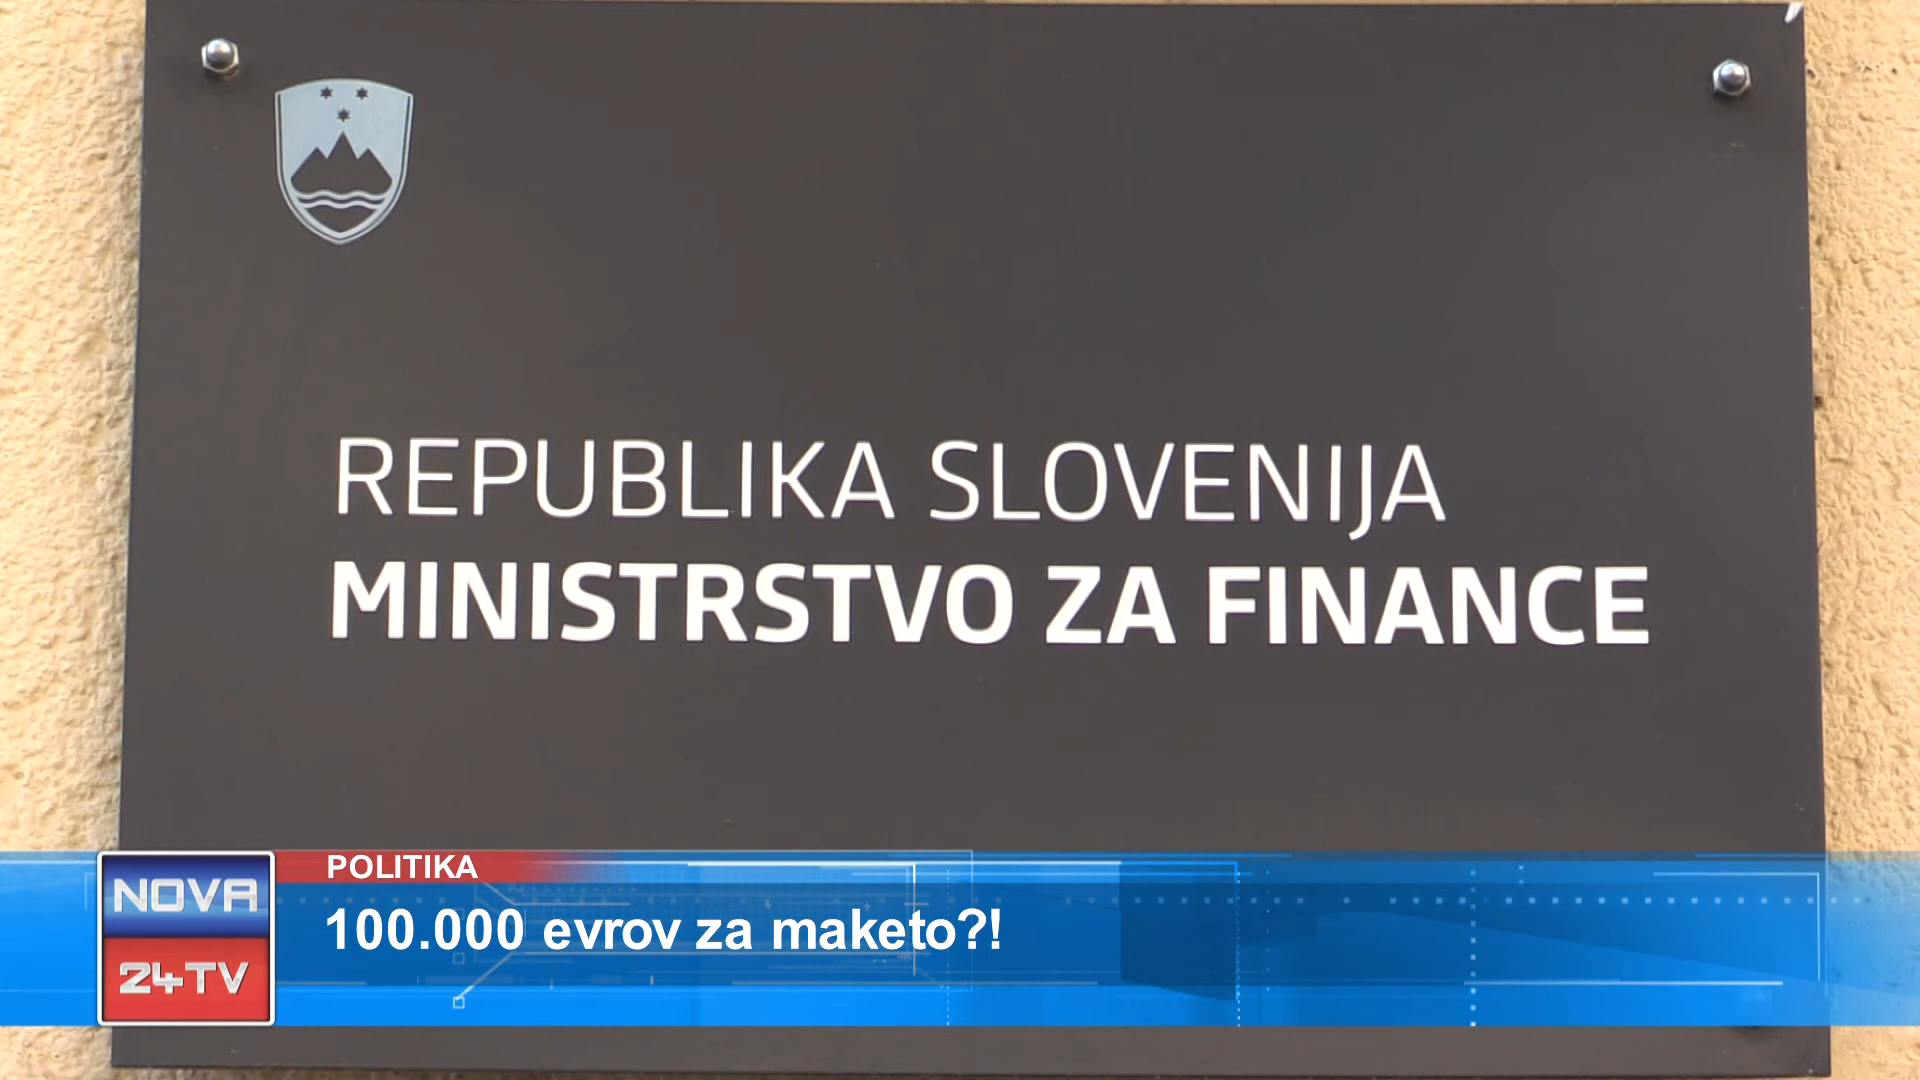 REPUBLIKA SLOVENIJA
MINISTRSTVO ZA FINANCE
POLITIKA
100.000 evrov za maketo?!
NOVA
24TV